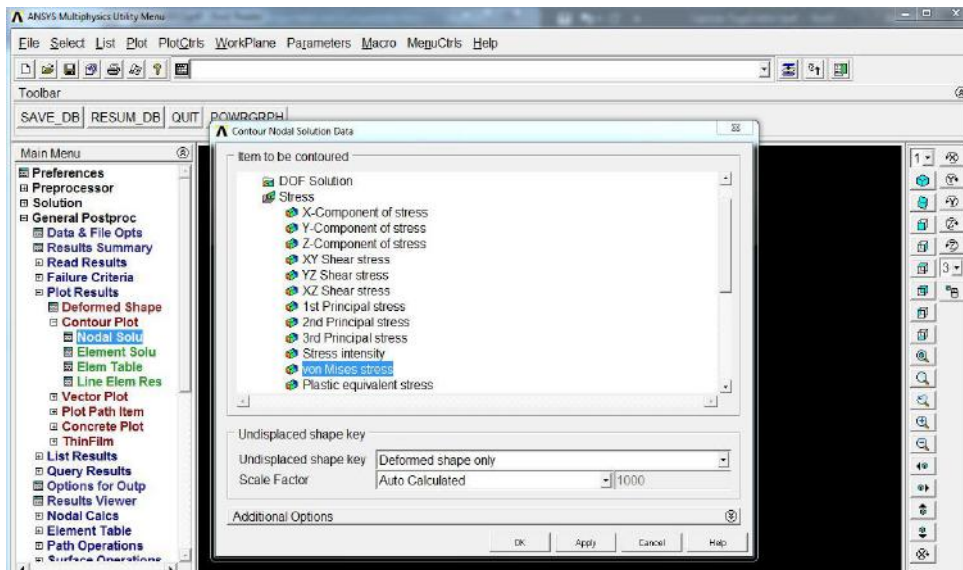 ANSYS Multiphysics Utility Menu
File Select List Plot PlotCtrls WorkPlane Parameters Macro MenuCtrls Help
Toolbar
SAVE_DB RESUM_DB QUIT POWRGRPH
Main Menu
Preferences
Preprocessor
Solution
General Postproc
Data & File Opts
Results Summary
Read Results
Failure Criteria
Plot Results
Deformed Shape
Contour Plot
Nodal Solu
Element Solu
Elem Table
Line Elem Res
Vector Plot
Plot Path Item
Concrete Plot
ThinFilm
List Results
Query Results
Options for Outp
Results Viewer
Nodal Calcs
Element Table
Path Operations
Surface Operations
Contour Nodal Solution Data
Item to be contoured
DOF Solution
Stress
X-Component of stress
Y-Component of stress
Z-Component of stress
XY Shear stress
YZ Shear stress
XZ Shear stress
1st Principal stress
2nd Principal stress
3rd Principal stress
Stress intensity
von Mises stress
Plastic equivalent stress
Undisplaced shape key
Undisplaced shape key Deformed shape only
Scale Factor Auto Calculated 1000
Additional Options
OK Apply Cancel Help
1
3